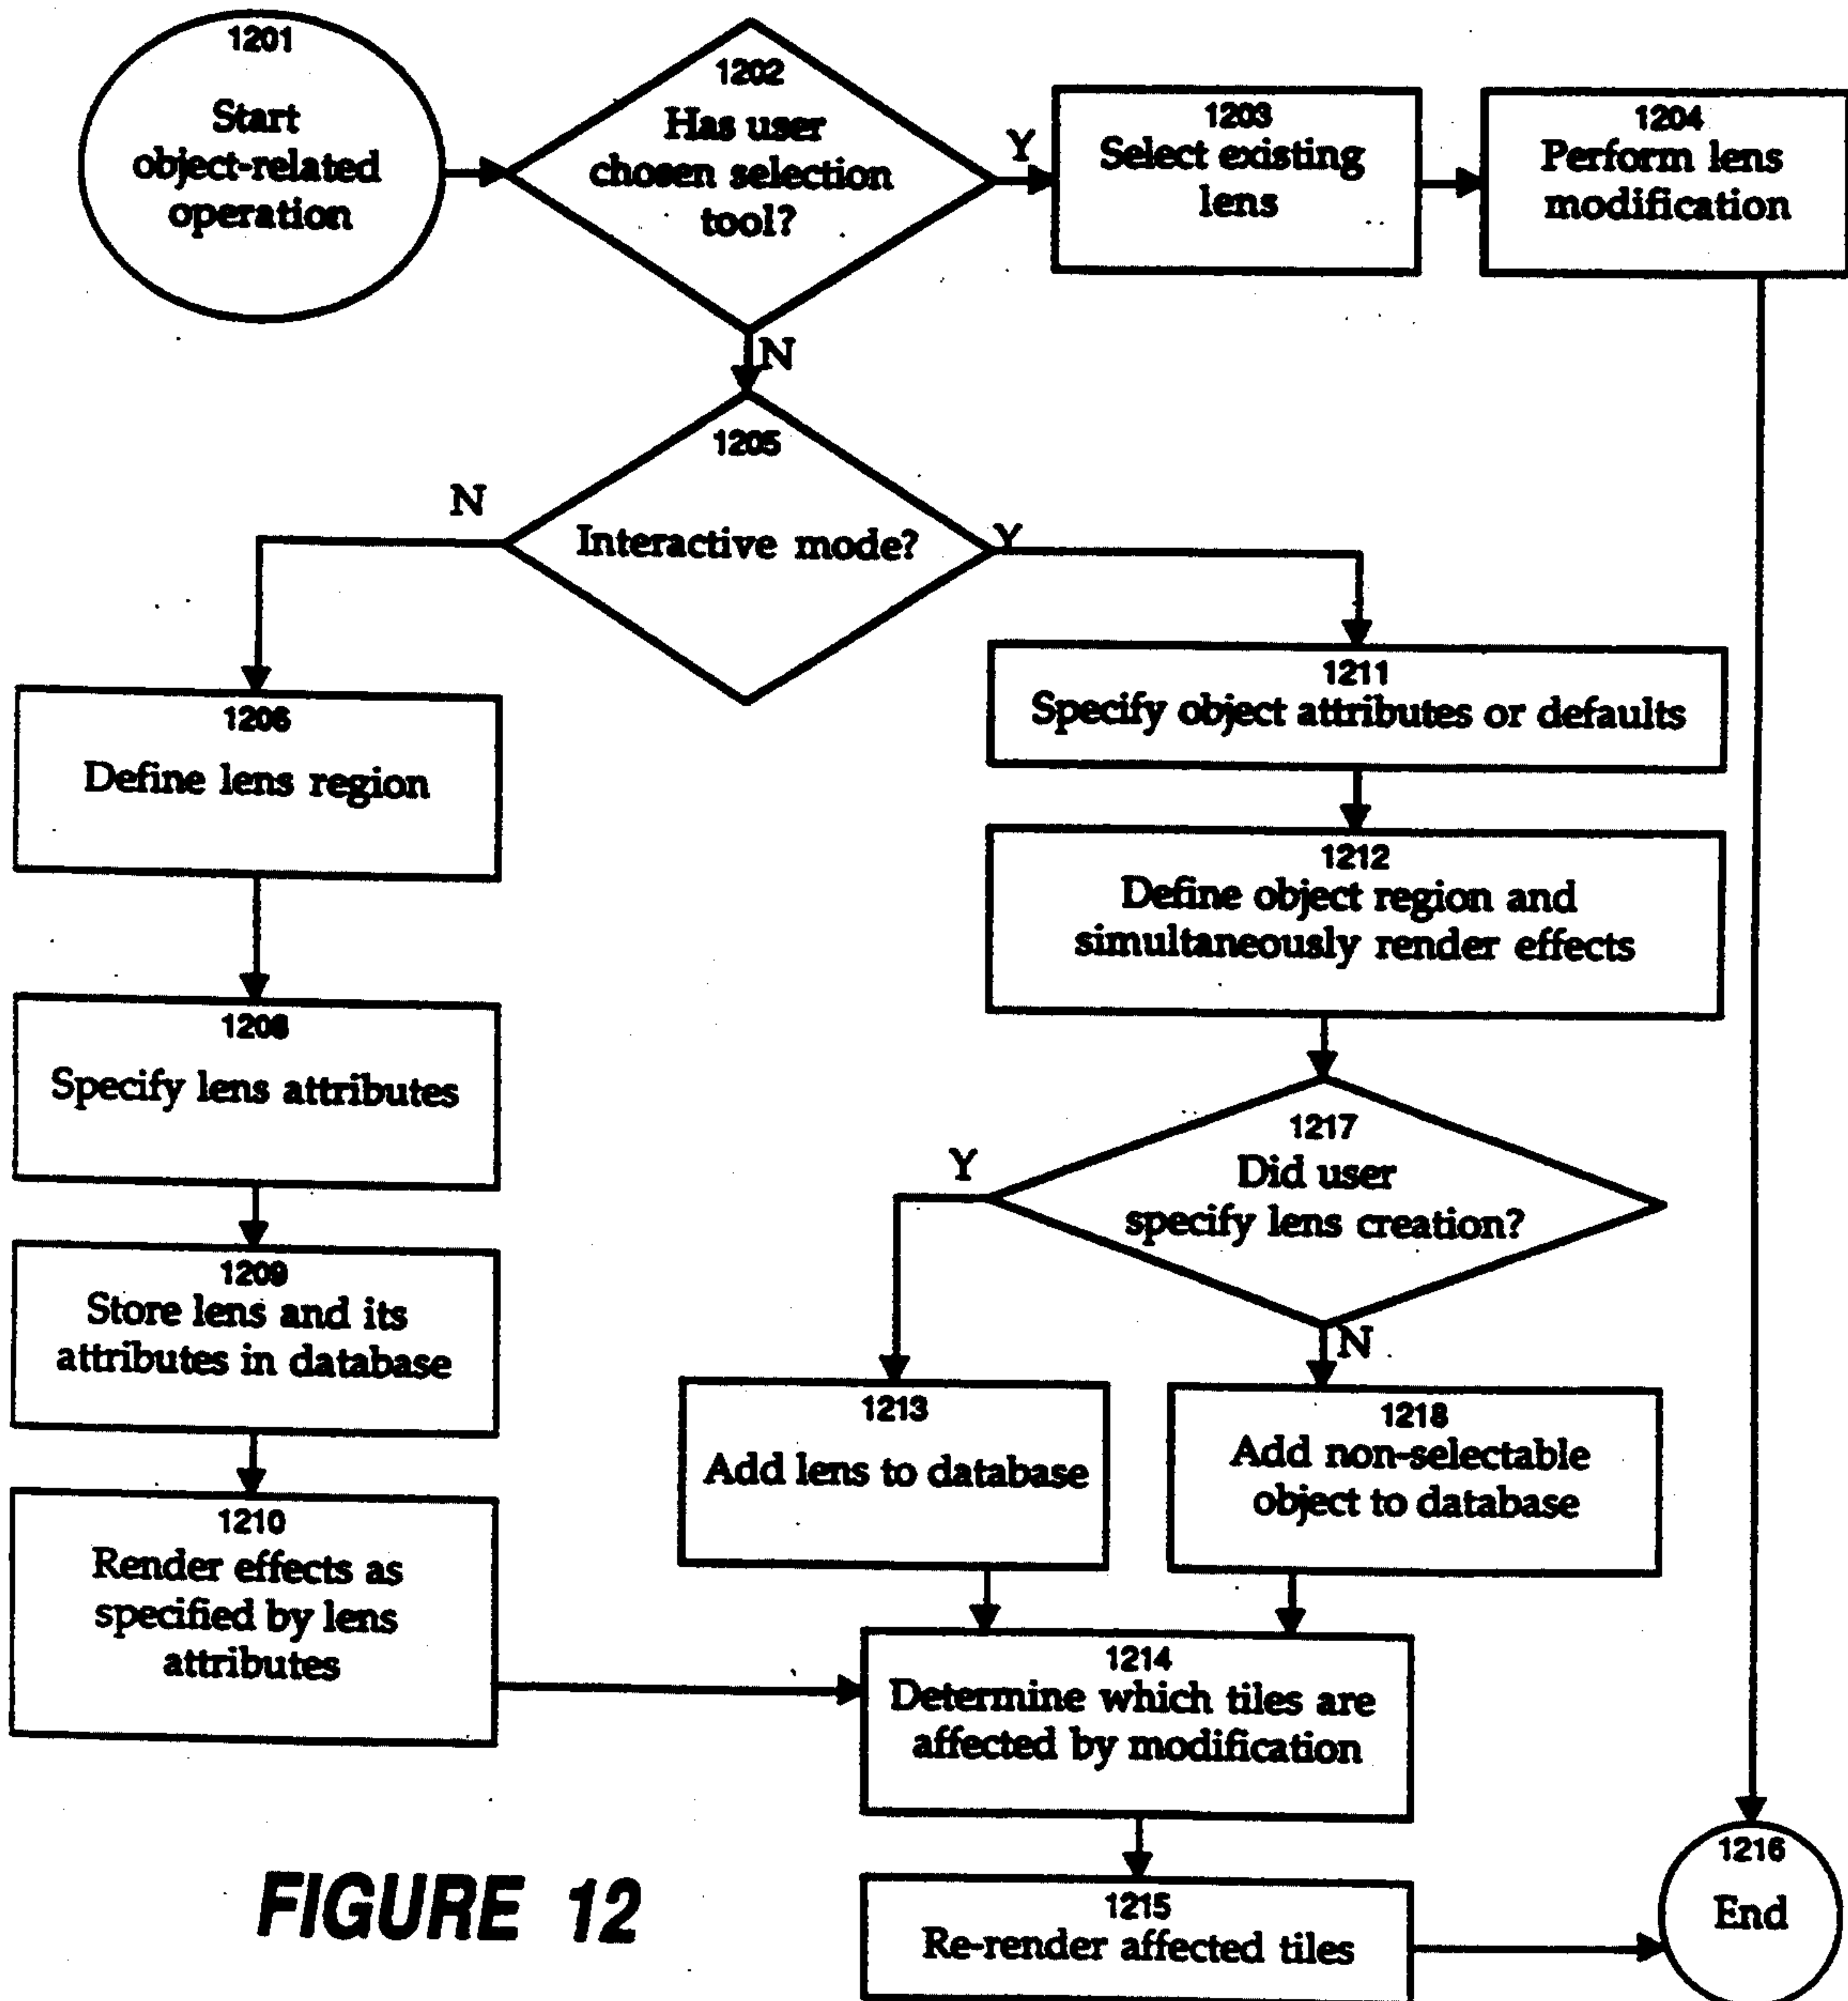 1201
Start
object-related
operation
1202
Has user
chosen selection
tool?
Y
1203
Select existing
lens
1204
Perform lens
modification
N
1205
Interactive mode?
N
Y
1206
Define lens region
1211
Specify object attributes or defaults
1212
Define object region and
simultaneously render effects
1208
Specify lens attributes
1217
Did user
specify lens creation?
Y
N
1209
Store lens and its
attributes in database
1213
Add lens to database
1218
Add non-selectable
object to database
1210
Render effects as
specified by lens
attributes
1214
Determine which tiles are
affected by modification
1215
Re-render affected tiles
1216
End
FIGURE 12